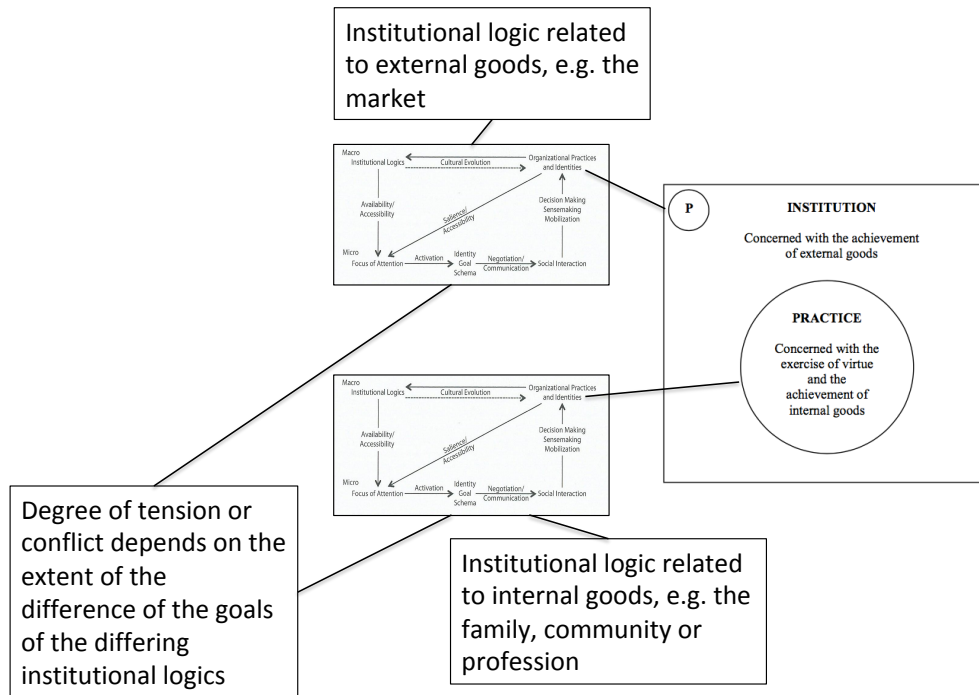 Institutional logic related
to external goods, e.g. the
market
Macro
Institutional Logics
Cultural Evolution
Organizational Practices
and Identities
Availability/
Accessibility
Salience/
Accessibility
Decision Making
Sensemaking
Mobilization
Micro
Focus of Attention
Activation
Identity
Goal
Schema
Negotiation/
Communication
Social Interaction
P
INSTITUTION
Concerned with the achievement
of external goods
PRACTICE
Concerned with the
exercise of virtue
and the
achievement of
internal goods
Macro
Institutional Logics
Cultural Evolution
Organizational Practices
and Identities
Availability/
Accessibility
Salience/
Accessibility
Decision Making
Sensemaking
Mobilization
Micro
Focus of Attention
Activation
Identity
Goal
Schema
Negotiation/
Communication
Social Interaction
Degree of tension or
conflict depends on the
extent of the
difference of the goals
of the differing
institutional logics
Institutional logic related
to internal goods, e.g. the
family, community or
profession